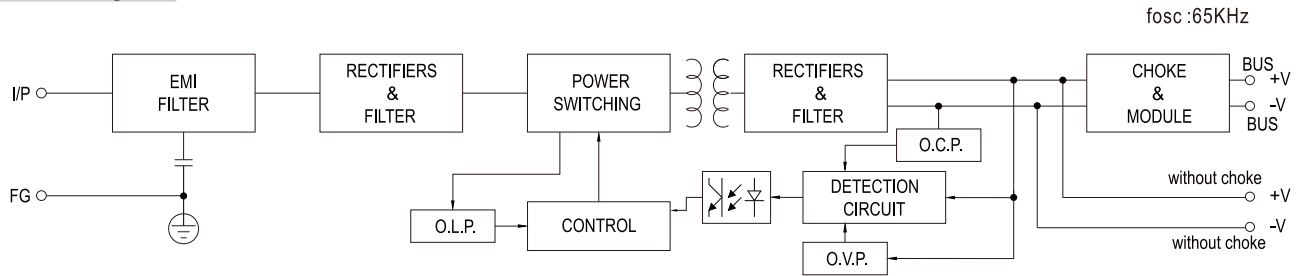 fosc :65KHz
I/P
EMI
FILTER
RECTIFIERS
&
FILTER
POWER
SWITCHING
RECTIFIERS
&
FILTER
CHOKE
&
MODULE
BUS
+V
-V
BUS
O.C.P.
FG
O.L.P.
CONTROL
DETECTION
CIRCUIT
O.V.P.
without choke
+V
-V
without choke